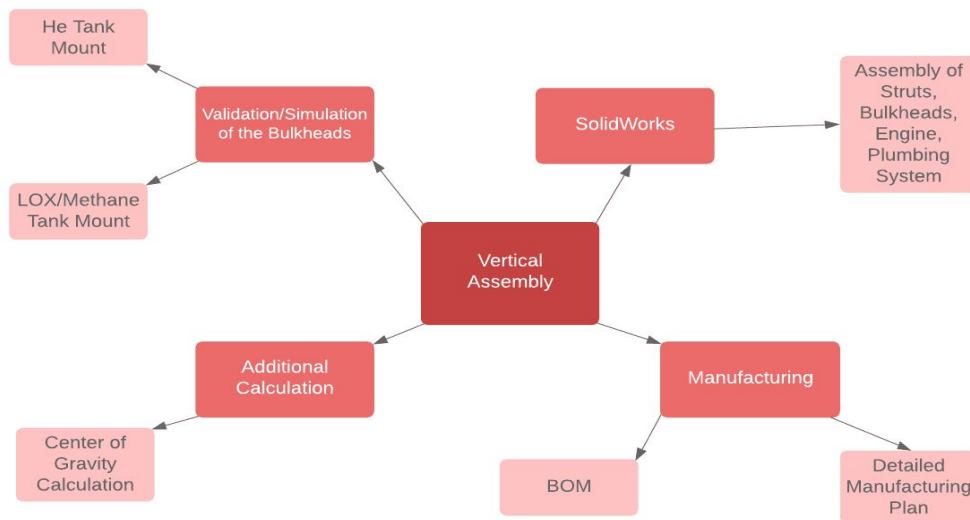 He Tank
Mount
Validation/Simulation
of the Bulkheads
LOX/Methane
Tank Mount
SolidWorks
Assembly of
Struts,
Bulkheads,
Engine,
Plumbing
System
Vertical
Assembly
Additional
Calculation
Center of
Gravity
Calculation
Manufacturing
BOM
Detailed
Manufacturing
Plan